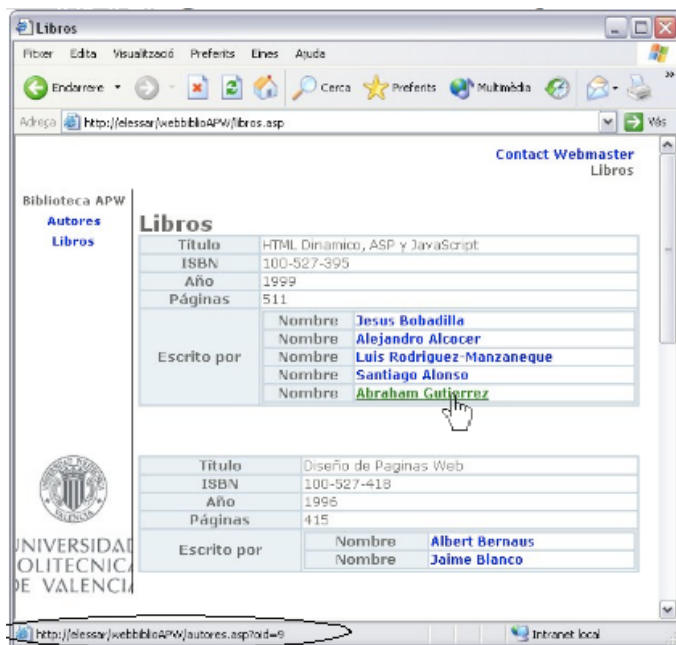 Libros
Fitxer Edita Visualització Preferits Eines Ajuda
Endarrere Cerca Preferits Multimèdia »
Adreça http://elessar/webbiblioAPW/libros.asp Vés
Contact Webmaster
Libros
Biblioteca APW
Autores
Libros
Libros
Título HTML Dinamico, ASP y JavaScript
ISBN 100-527-395
Año 1999
Páginas 511
Escrito por
Nombre Jesus Bobadilla
Nombre Alejandro Alcocer
Nombre Luis Rodriguez-Manzaneque
Nombre Santiago Alonso
Nombre Abraham Gutierrez
Título Diseño de Paginas Web
ISBN 100-527-418
Año 1996
Páginas 415
Escrito por
Nombre Albert Bernaus
Nombre Jaime Blanco
UNIVERSIDAD
POLITECNICA
DE VALENCIA
http://elessar/webbiblioAPW/autores.asp?oid=9 Intranet local